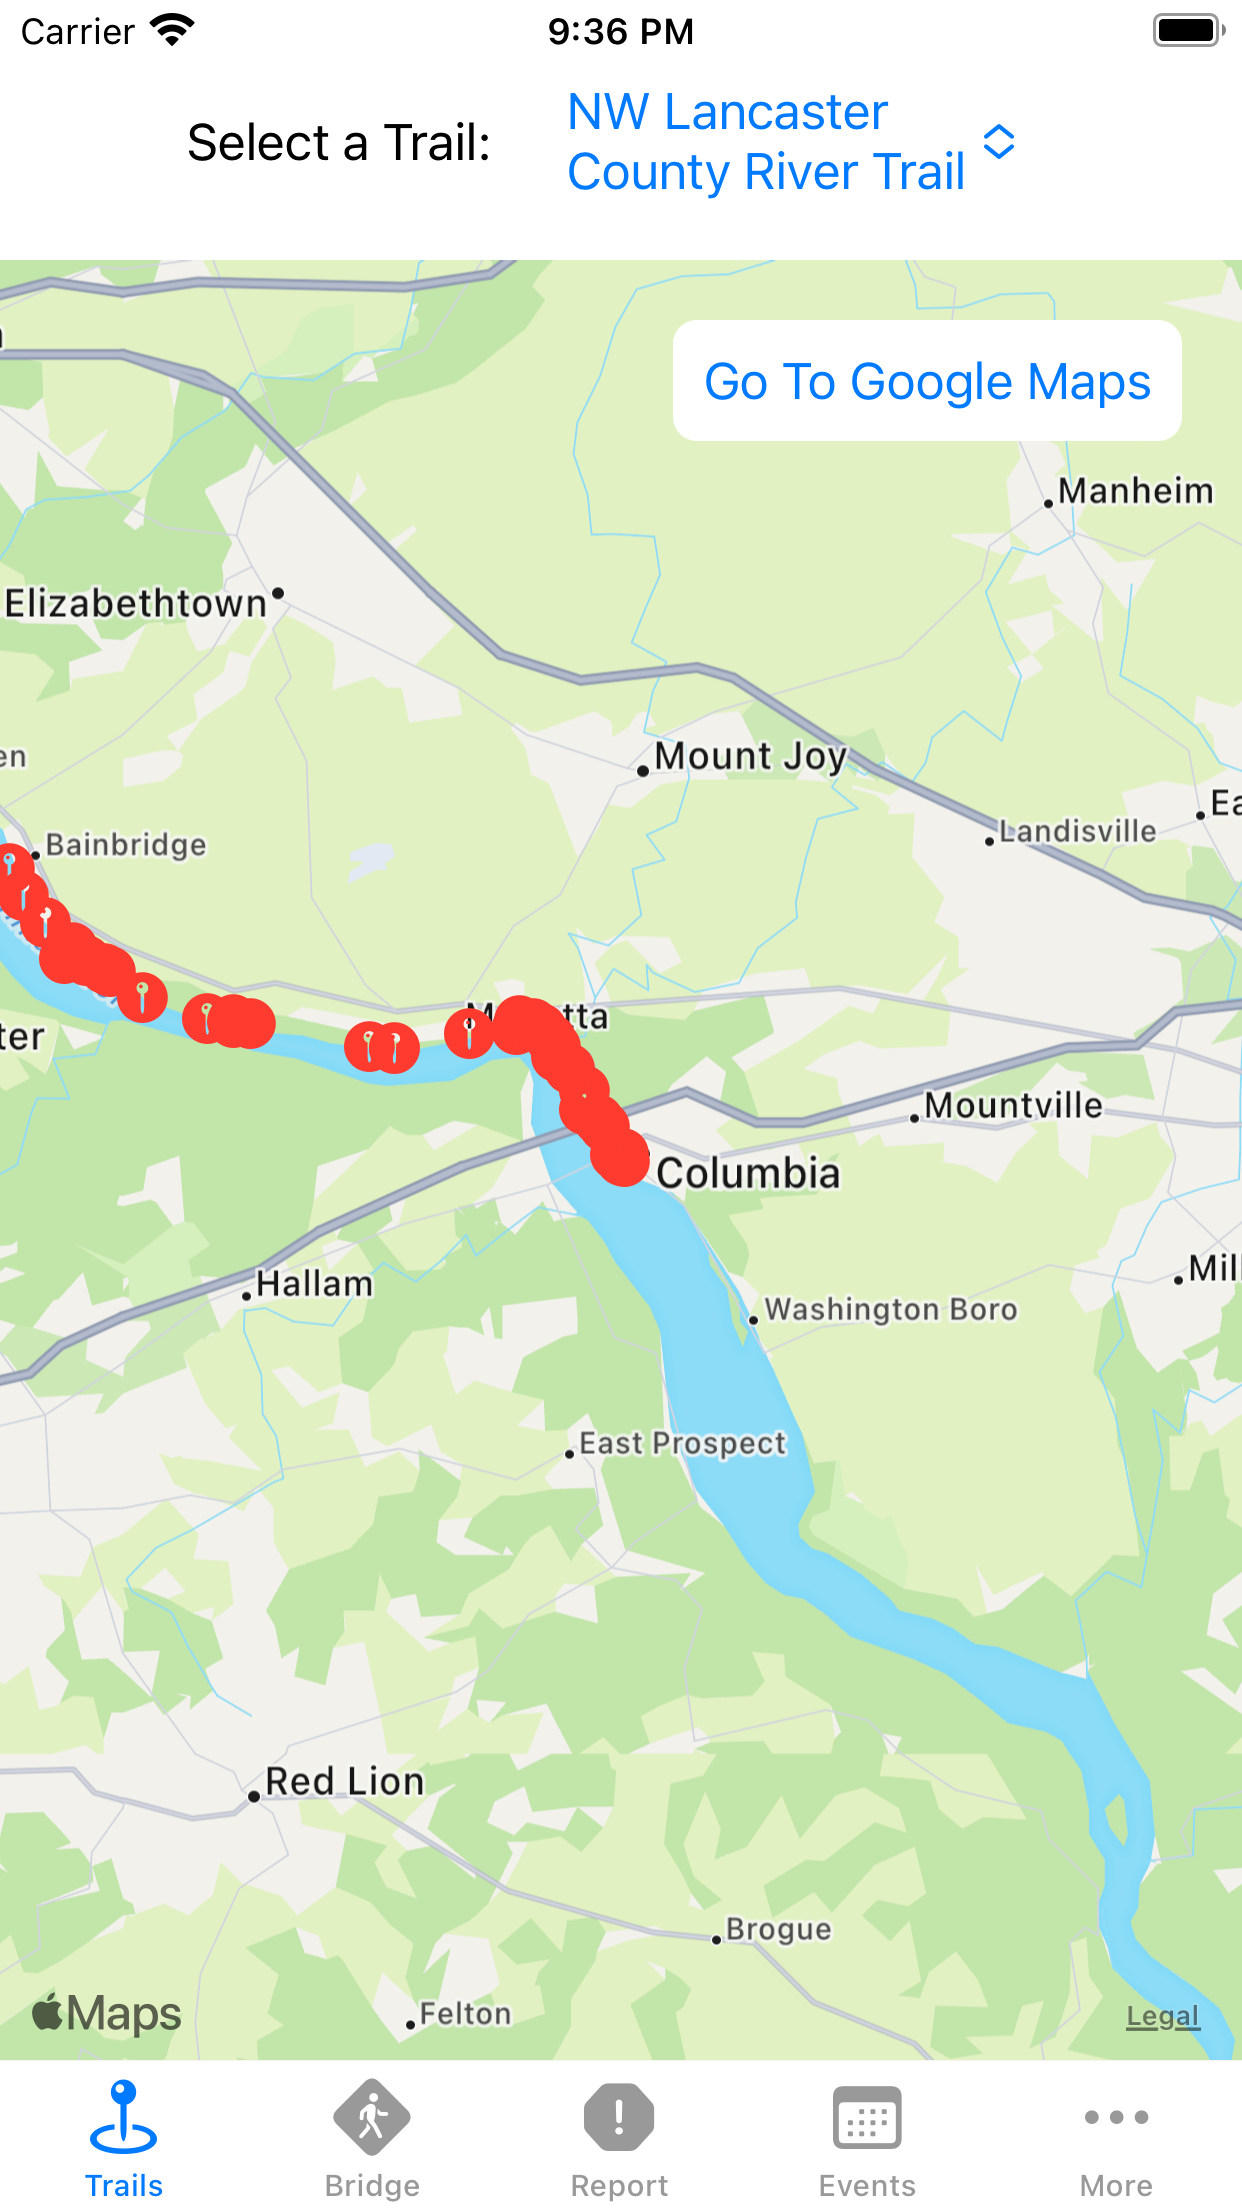 Carrier
9:36 PM
Select a Trail:
NW Lancaster
County River Trail
Go To Google Maps
Manheim
Elizabethtown
Mount Joy
Landisville
Bainbridge
Mountville
Columbia
Hallam
Washington Boro
East Prospect
Red Lion
Brogue
Felton
Maps
Legal
Trails
Bridge
Report
Events
More